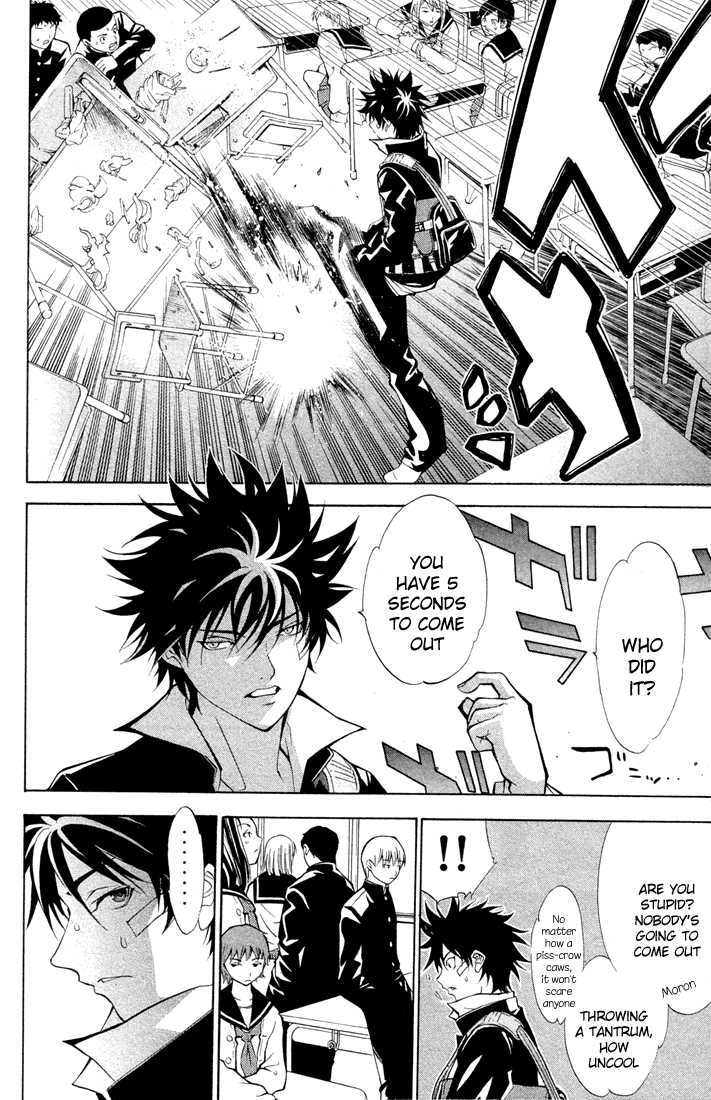 WHO
DID
IT?
YOU
HAVE 5
SECONDS
TO COME
OUT
ARE YOU
STUPID?
NOBODY'S
GOING TO
COME OUT
Moron
THROWING
A TANTRUM,
HOW
UNCOOL
No
matter
how a
piss-crow
caws,
it won't
scare
anyone
!!
......